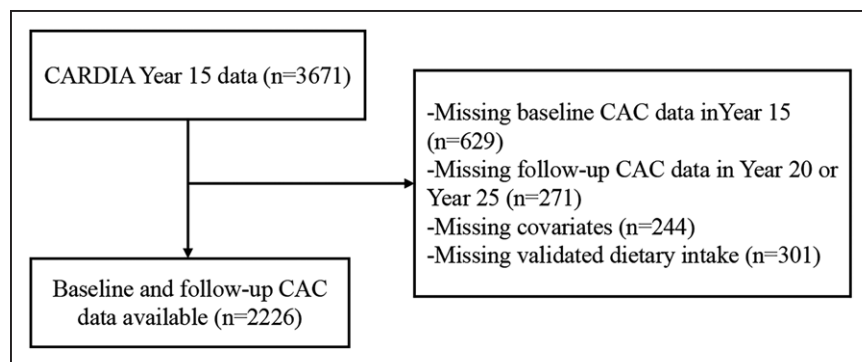 CARDIA Year 15 data (n=3671)
-Missing baseline CAC data inYear 15
(n=629)
-Missing follow-up CAC data in Year 20 or
Year 25 (n=271)
-Missing covariates (n=244)
-Missing validated dietary intake (n=301)
Baseline and follow-up CAC
data available (n=2226)